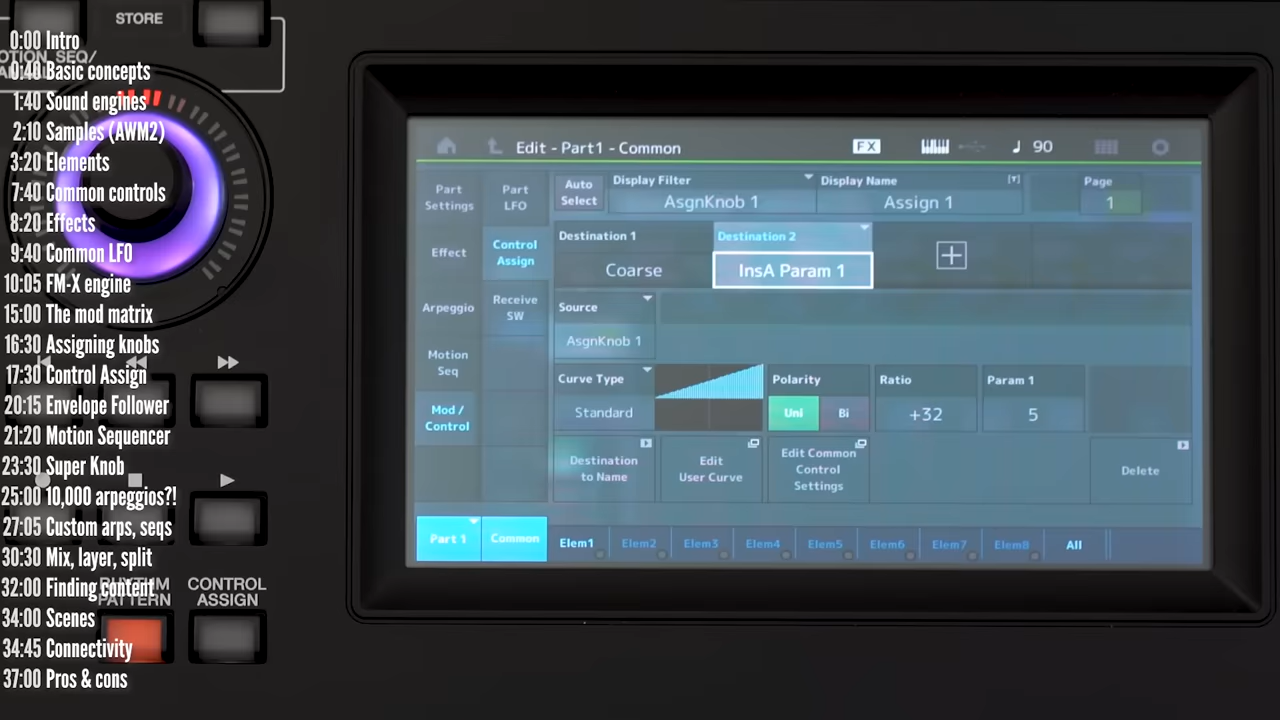 STORE
OTION SEQ/
0:00 Intro
0:40 Basic concepts
1:40 Sound engines
2:10 Samples (AWM2)
3:20 Elements
7:40 Common controls
8:20 Effects
9:40 Common LFO
10:05 FM-X engine
15:00 The mod matrix
16:30 Assigning knobs
17:30 Control Assign
20:15 Envelope Follower
21:20 Motion Sequencer
23:30 Super Knob
25:00 10,000 arpeggios?!
27:05 Custom arps, seqs
30:30 Mix, layer, split
32:00 Finding content
34:00 Scenes
34:45 Connectivity
37:00 Pros & cons
RHYTHM
PATTERN
CONTROL
ASSIGN
Edit - Part1 - Common
FX
90
Part
Settings
Effect
Arpeggio
Motion
Seq
Mod /
Control
Part
LFO
Control
Assign
Receive
SW
Auto
Select
Display Filter
AsgnKnob 1
Display Name
[T]
Assign 1
Page
1
Destination 1
Coarse
Destination 2
InsA Param 1
+
Source
AsgnKnob 1
Curve Type
Standard
Polarity
Uni
Bi
Ratio
+32
Param 1
5
Destination
to Name
Edit
User Curve
Edit Common
Control
Settings
Delete
Part 1
Common
Elem1
Elem2
Elem3
Elem4
Elem5
Elem6
Elem7
Elem8
All